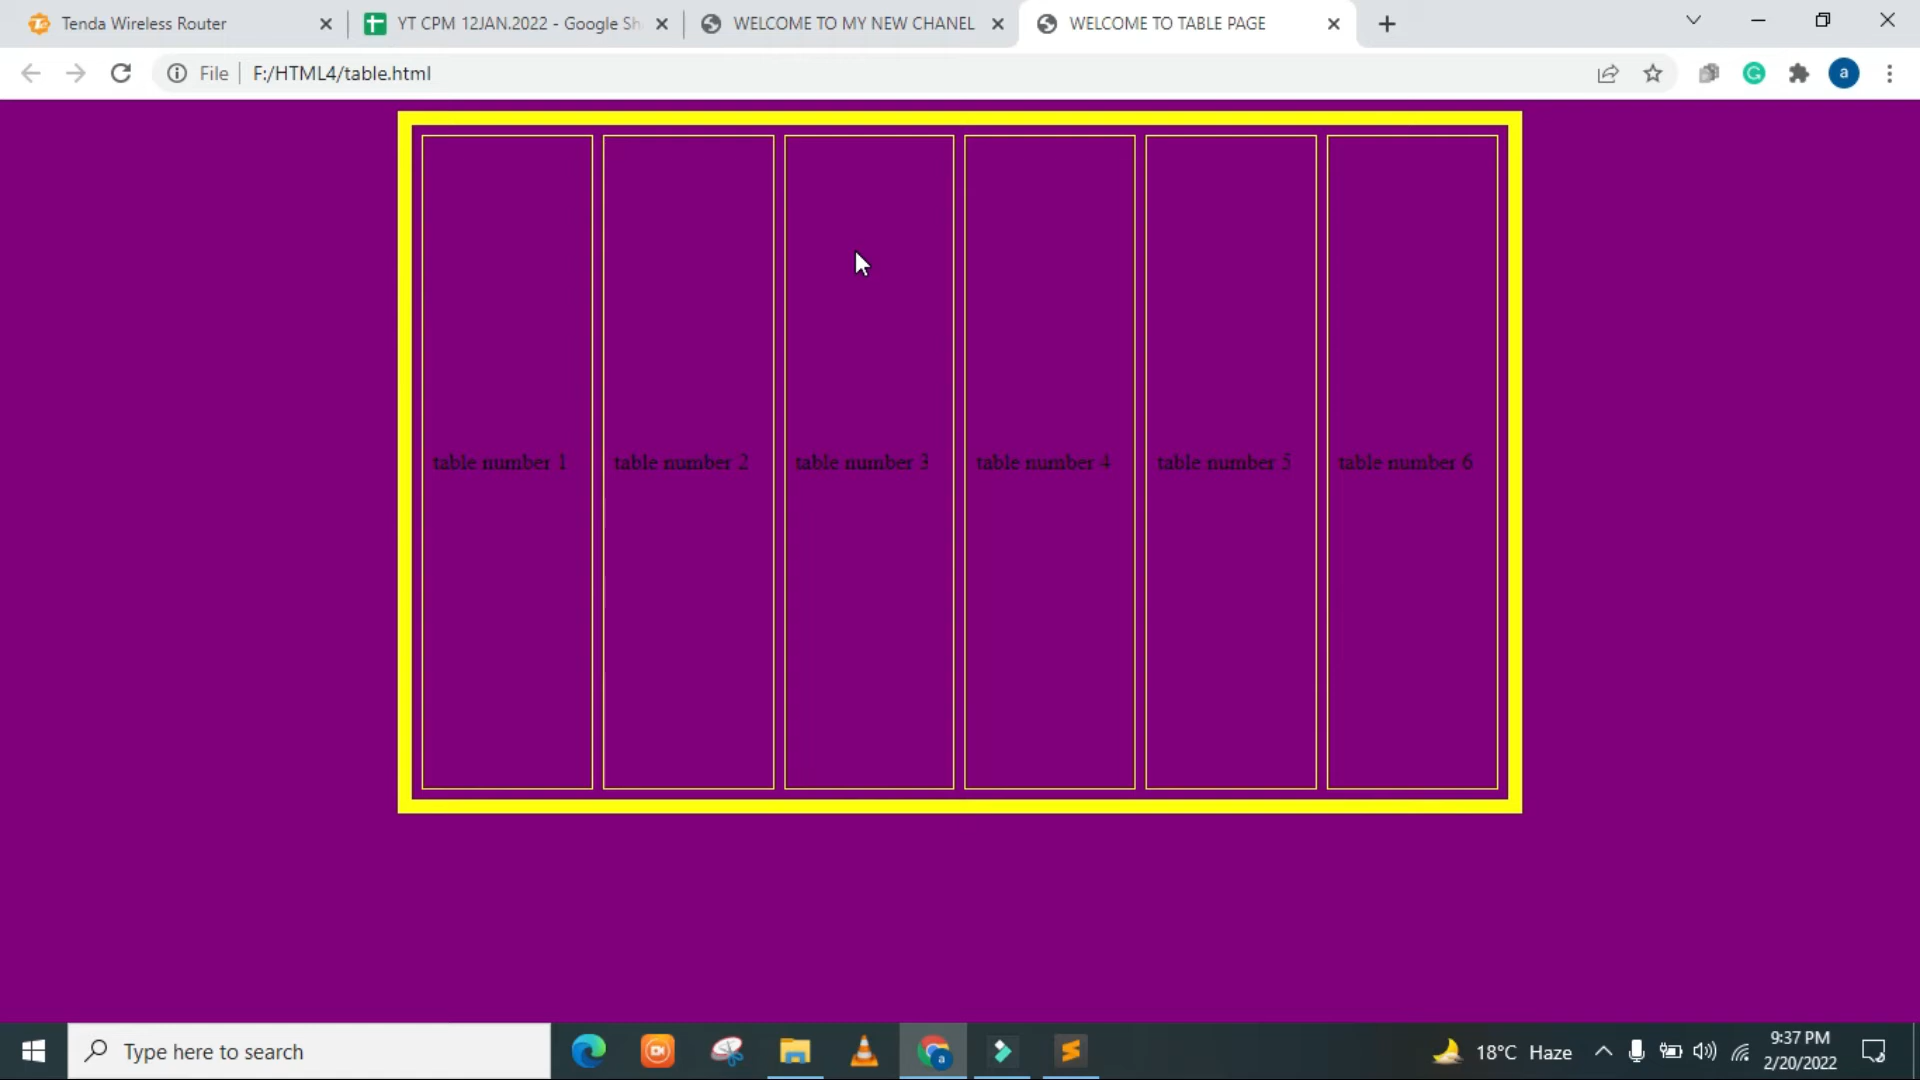 Tenda Wireless Router
YT CPM 12JAN.2022 - Google Sh
WELCOME TO MY NEW CHANEL
WELCOME TO TABLE PAGE
File
F:/HTML4/table.html
a
table number 1
table number 2
table number 3
table number 4
table number 5
table number 6
Type here to search
a
18°C Haze
9:37 PM
2/20/2022